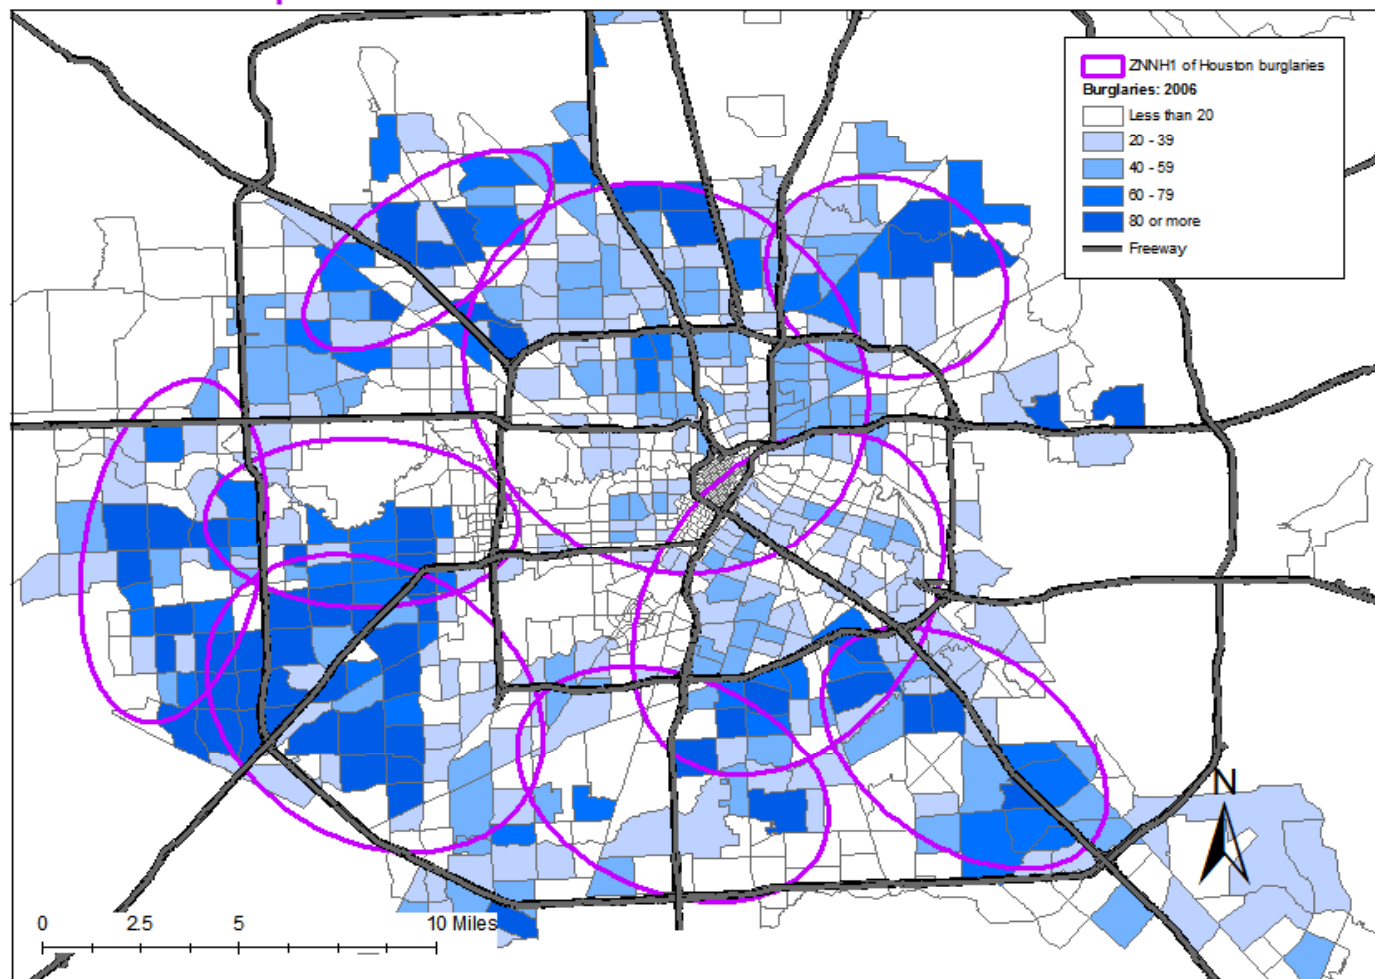 ZNNH1 of Houston burglaries
Burglaries: 2006
Less than 20
20 - 39
40 - 59
60 - 79
80 or more
Freeway
N
0 2.5 5 10 Miles